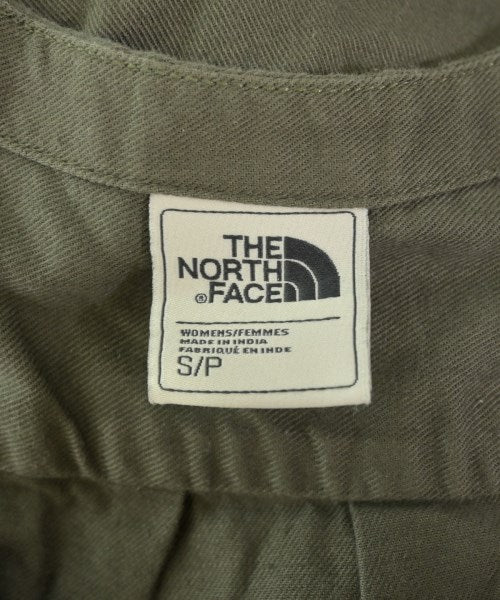 THE
NORTH
®FACE
WOMENS/FEMMES
MADE IN INDIA
FABRIQUÉ EN INDE
S/P